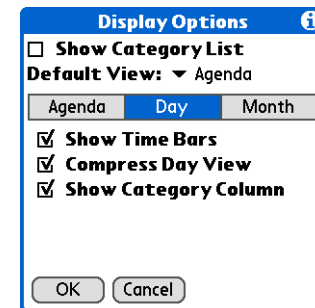 Display Options i
Show Category List
Default View: Agenda
Agenda Day Month
Show Time Bars
Compress Day View
Show Category Column
OK Cancel